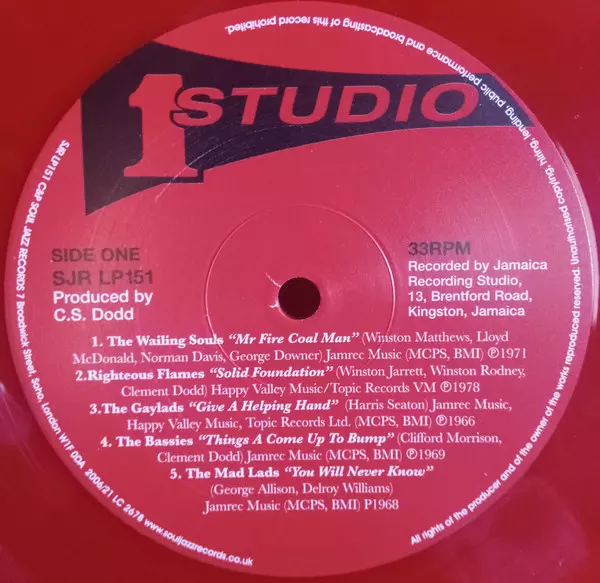 1 STUDIO
SIDE ONE
SJR LP151
Produced by
C.S. Dodd
33RPM
Recorded by Jamaica
Recording Studio,
13, Brentford Road,
Kingston, Jamaica
1. The Wailing Souls “Mr Fire Coal Man” (Winston Matthews, Lloyd
McDonald, Norman Davis, George Downer) Jamrec Music (MCPS, BMI) ℗1971
2.Righteous Flames “Solid Foundation” (Winston Jarrett, Winston Rodney,
Clement Dodd) Happy Valley Music/Topic Records VM ℗1978
3.The Gaylads “Give A Helping Hand” (Harris Seaton) Jamrec Music,
Happy Valley Music, Topic Records Ltd. (MCPS, BMI) ℗1966
4. The Bassies “Things A Come Up To Bump” (Clifford Morrison,
Clement Dodd) Jamrec Music (MCPS, BMI) ℗1969
5. The Mad Lads “You Will Never Know”
(George Allison, Delroy Williams)
Jamrec Music (MCPS, BMI) P1968
SJR LP151 C&P SOUL JAZZ RECORDS 7 Broadwick Street, Soho, London W1F 0DA 2006/21 LC 2678 www.souljazzrecords.co.uk
All rights of the producer and of the owner of the works reproduced reserved. Unauthorised copying, hiring, lending, public performance and broadcasting of this record prohibited.